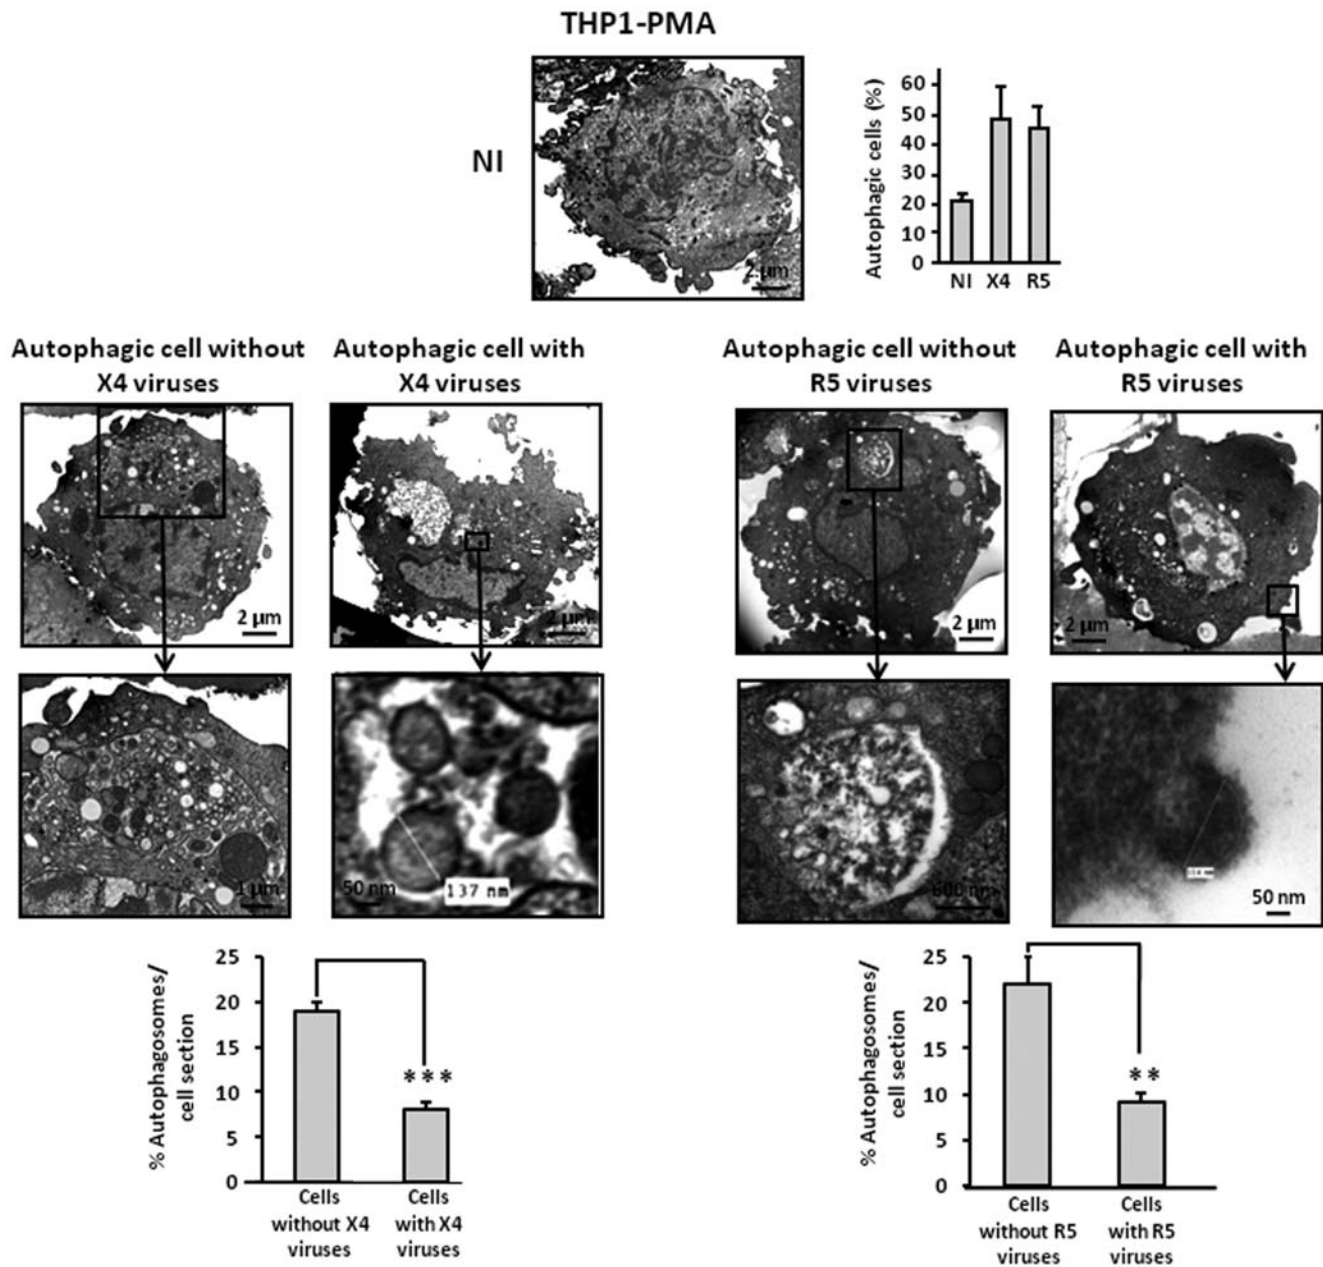 THP1-PMA
NI
2 µm
Autophagic cells (%)
60
50
40
30
20
10
0
NI X4 R5
Autophagic cell without
X4 viruses
Autophagic cell with
X4 viruses
Autophagic cell without
R5 viruses
Autophagic cell with
R5 viruses
2 µm
2 µm
2 µm
2 µm
1 µm
50 nm
137 nm
600 nm
50 nm
% Autophagosomes/
cell section
25
20
15
10
5
0
***
Cells
without X4
viruses
Cells
with X4
viruses
% Autophagosomes/
cell section
25
20
15
10
5
0
**
Cells
without R5
viruses
Cells
with R5
viruses